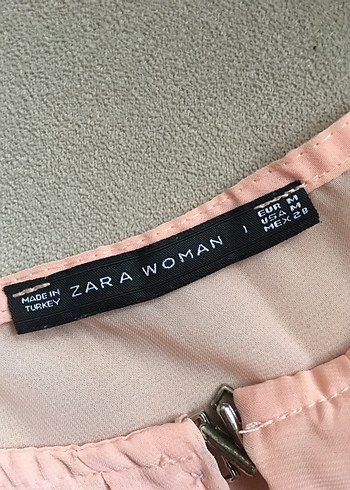 MADE IN
TURKEY
ZARA WOMAN
EUR M
USA M
MEX 28